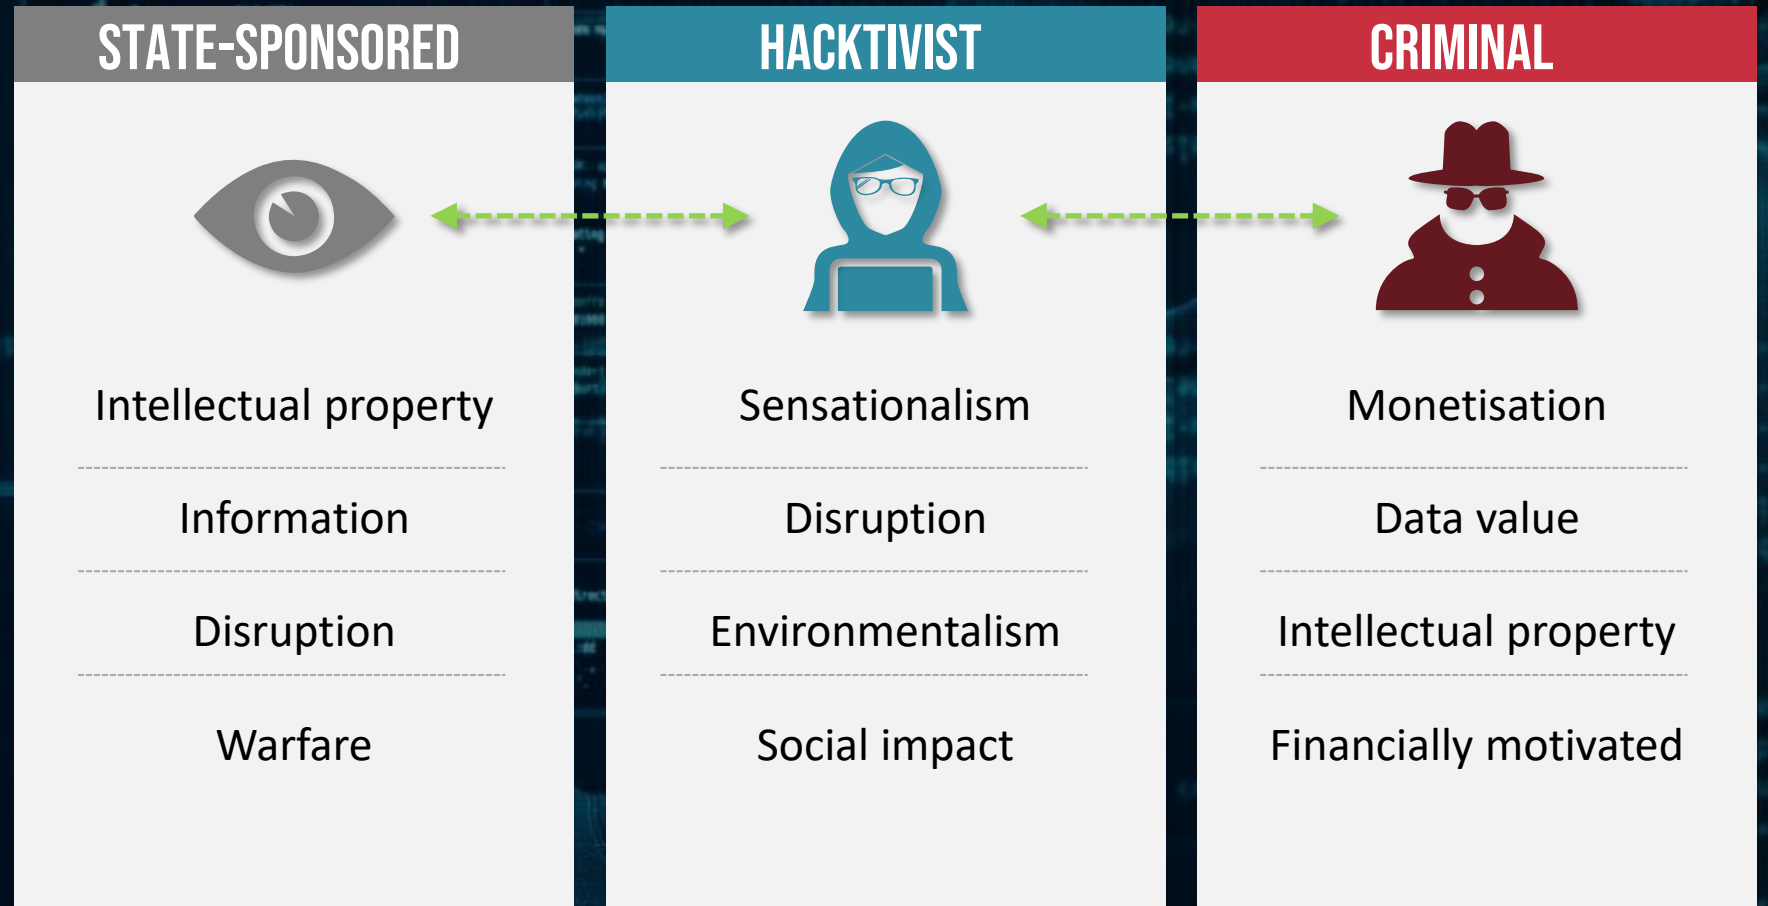 STATE-SPONSORED
Intellectual property
Information
Disruption
Warfare
HACKTIVIST
Sensationalism
Disruption
Environmentalism
Social impact
CRIMINAL
Monetisation
Data value
Intellectual property
Financially motivated